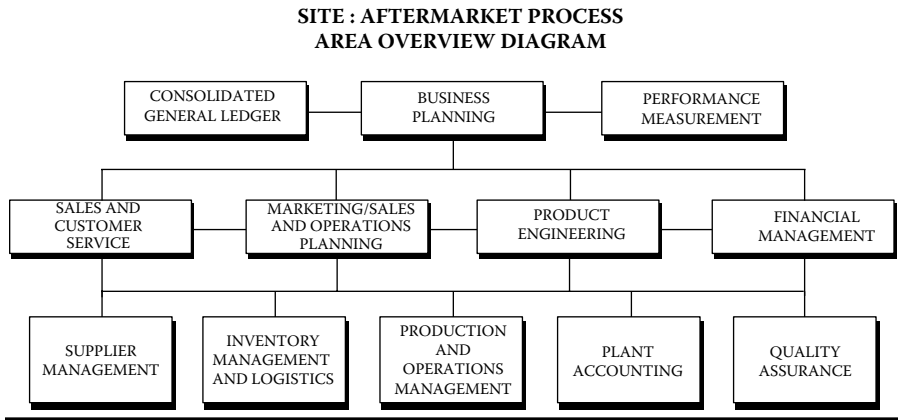 SITE : AFTERMARKET PROCESS
AREA OVERVIEW DIAGRAM
CONSOLIDATED
GENERAL LEDGER
BUSINESS
PLANNING
PERFORMANCE
MEASUREMENT
SALES AND
CUSTOMER
SERVICE
MARKETING/SALES
AND OPERATIONS
PLANNING
PRODUCT
ENGINEERING
FINANCIAL
MANAGEMENT
SUPPLIER
MANAGEMENT
INVENTORY
MANAGEMENT
AND LOGISTICS
PRODUCTION
AND
OPERATIONS
MANAGEMENT
PLANT
ACCOUNTING
QUALITY
ASSURANCE